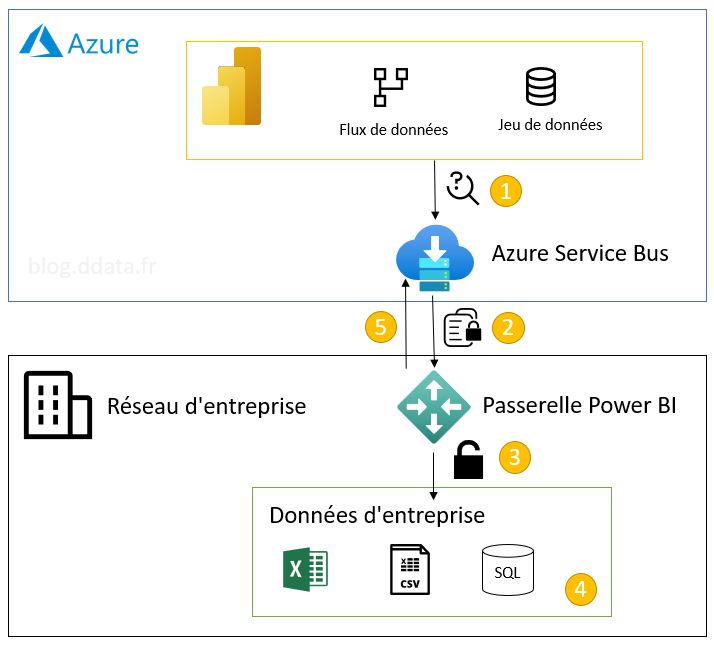 Azure
Flux de données
Jeu de données
1
Azure Service Bus
blog.ddata.fr
5
2
Réseau d'entreprise
Passerelle Power BI
3
Données d'entreprise
X
X
CSV
SQL
4